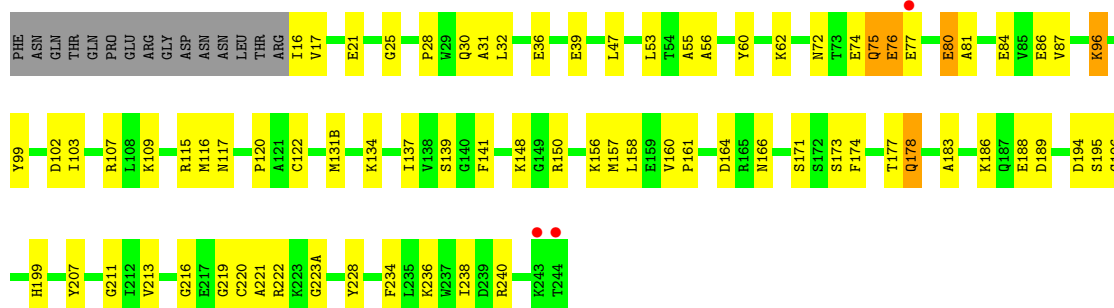 PHE ASN GLN THR GLN PRO GLU ARG GLY ASP ASN ASN LEU THR ARG I16 V17 E21 G25 P28 W29 Q30 A31 L32 E36 E39 L47 L53 T54 A55 A56 Y60 K62 N72 T73 E74 Q75 E76 E77 E80 A81 E84 V85 E86 V87 K96
Y99 D102 I103 R107 L108 K109 R115 M116 N117 P120 A121 C122 M131B K134 I137 V138 S139 G140 F141 K148 G149 R150 K156 M157 L158 E159 V160 P161 D164 R165 N166 S171 S172 S173 F174 T177 Q178 A183 K186 Q187 E188 D189 D194 S195
H199 Y207 G211 I212 V213 G216 E217 G219 C220 A221 R222 K223 G223A Y228 F234 L235 K236 W237 I238 D239 R240 K243 T244